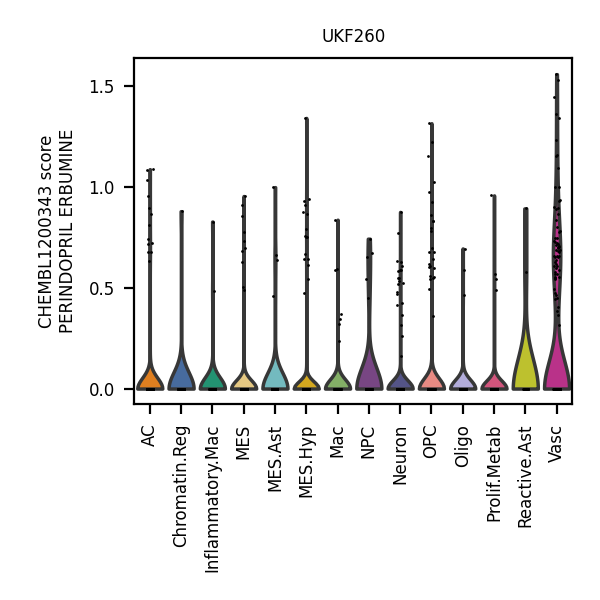 UKF260
CHEMBL1200343 score
PERINDOPRIL ERBUMINE
1.5
1.0
0.5
0.0
AC
Chromatin.Reg
Inflammatory.Mac
MES
MES.Ast
MES.Hyp
Mac
NPC
Neuron
OPC
Oligo
Prolif.Metab
Reactive.Ast
Vasc